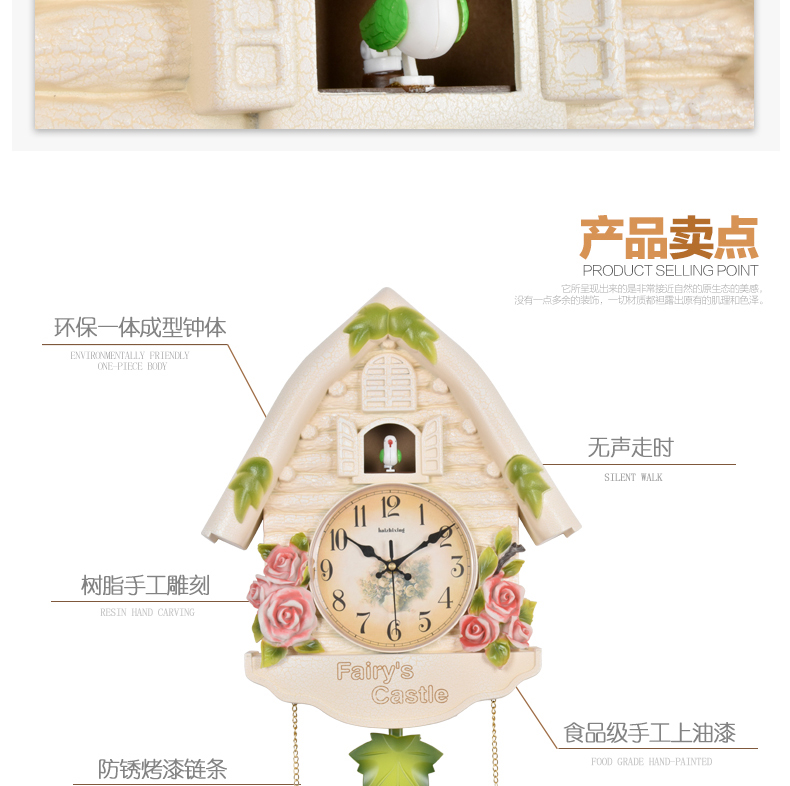 产品卖点
PRODUCT SELLING POINT
它所呈现出来的是非常接近自然的原生态的美感,
没有一点多余的装饰,一切材质都袒露出原有的肌理和色泽。
环保一体成型钟体
ENVIRONMENTALLY FRIENDLY
ONE-PIECE BODY
无声走时
SILENT WALK
12
11
1
10
2
9
3
8
4
7
5
6
树脂手工雕刻
RESIN HAND CARVING
Fairy's
Castle
食品级手工上油漆
FOOD GRADE HAND-PAINTED
防锈烤漆链条